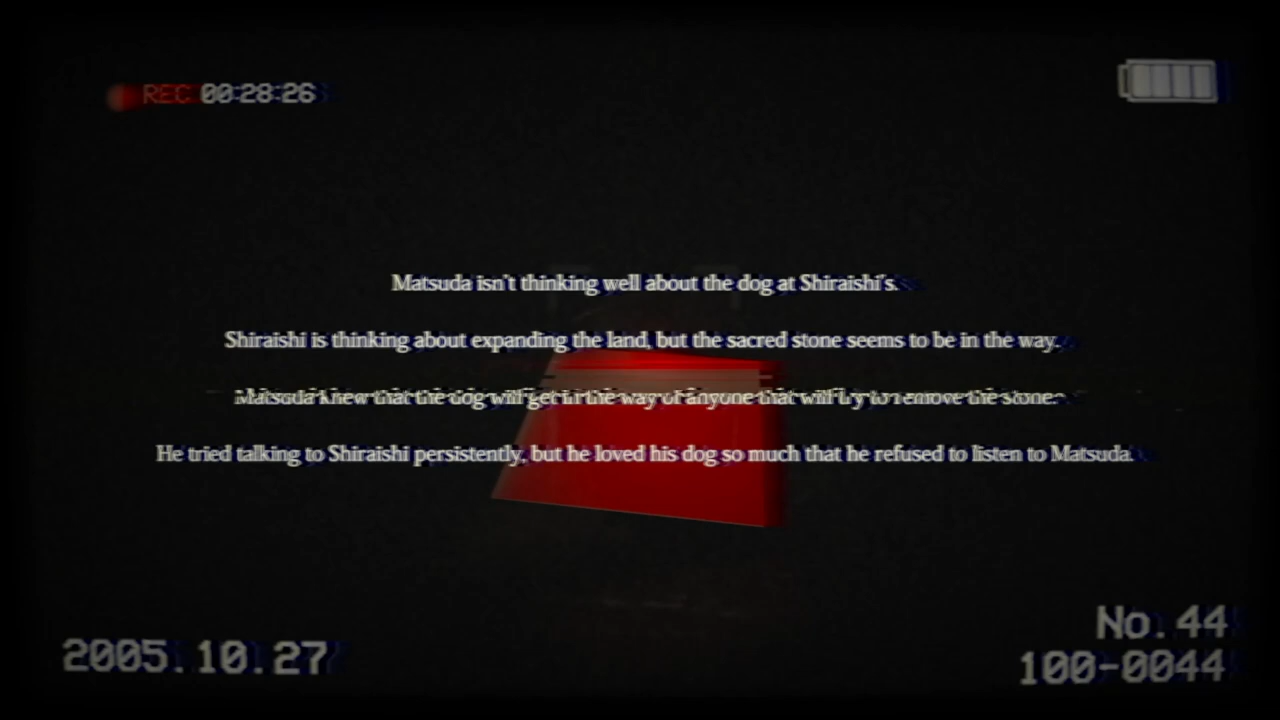 REC 00:28:26
Matsuda isn't thinking well about the dog at Shiraishi's.
Shiraishi is thinking about expanding the land, but the sacred stone seems to be in the way.
Matsuda knew that the dog will get in the way of anyone that will try to remove the stone.
He tried talking to Shiraishi persistently, but he loved his dog so much that he refused to listen to Matsuda.
No.44
2005.10.27
100-0044